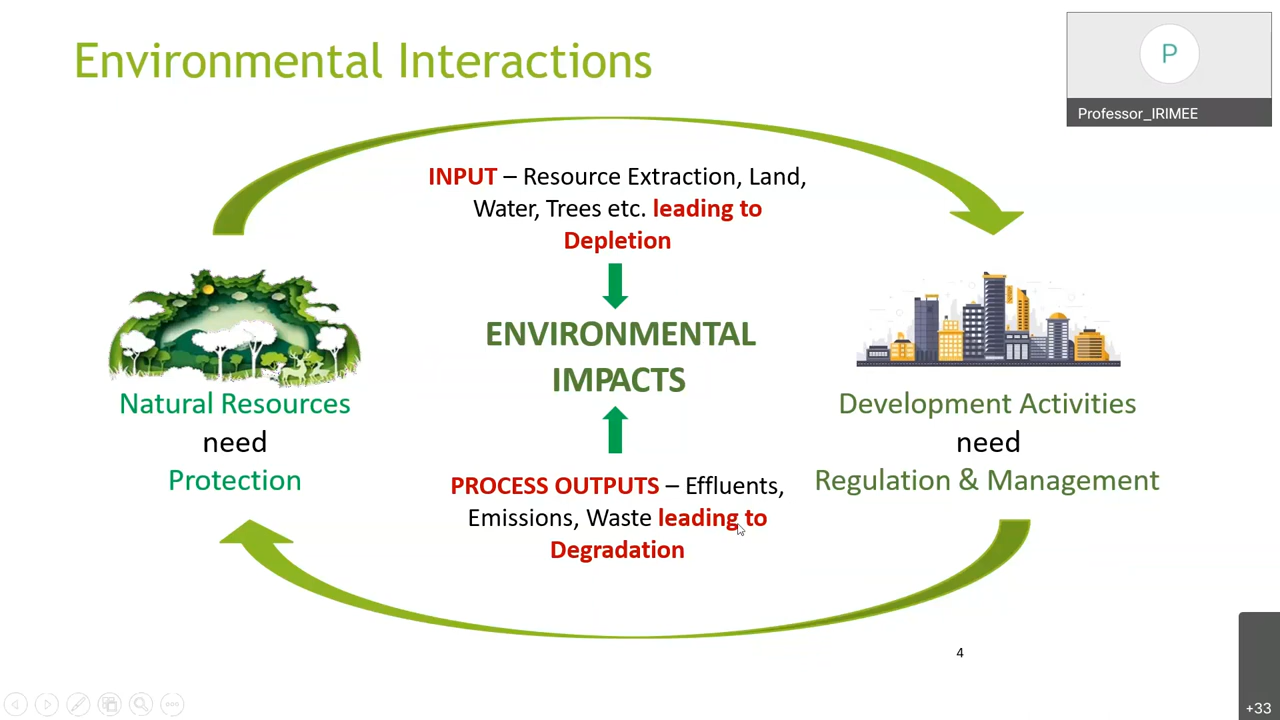 Environmental Interactions
P
Professor_IRIMEE
INPUT – Resource Extraction, Land,
Water, Trees etc. leading to
Depletion
ENVIRONMENTAL
IMPACTS
Natural Resources
need
Protection
Development Activities
need
Regulation & Management
PROCESS OUTPUTS – Effluents,
Emissions, Waste leading to
Degradation
4
+33